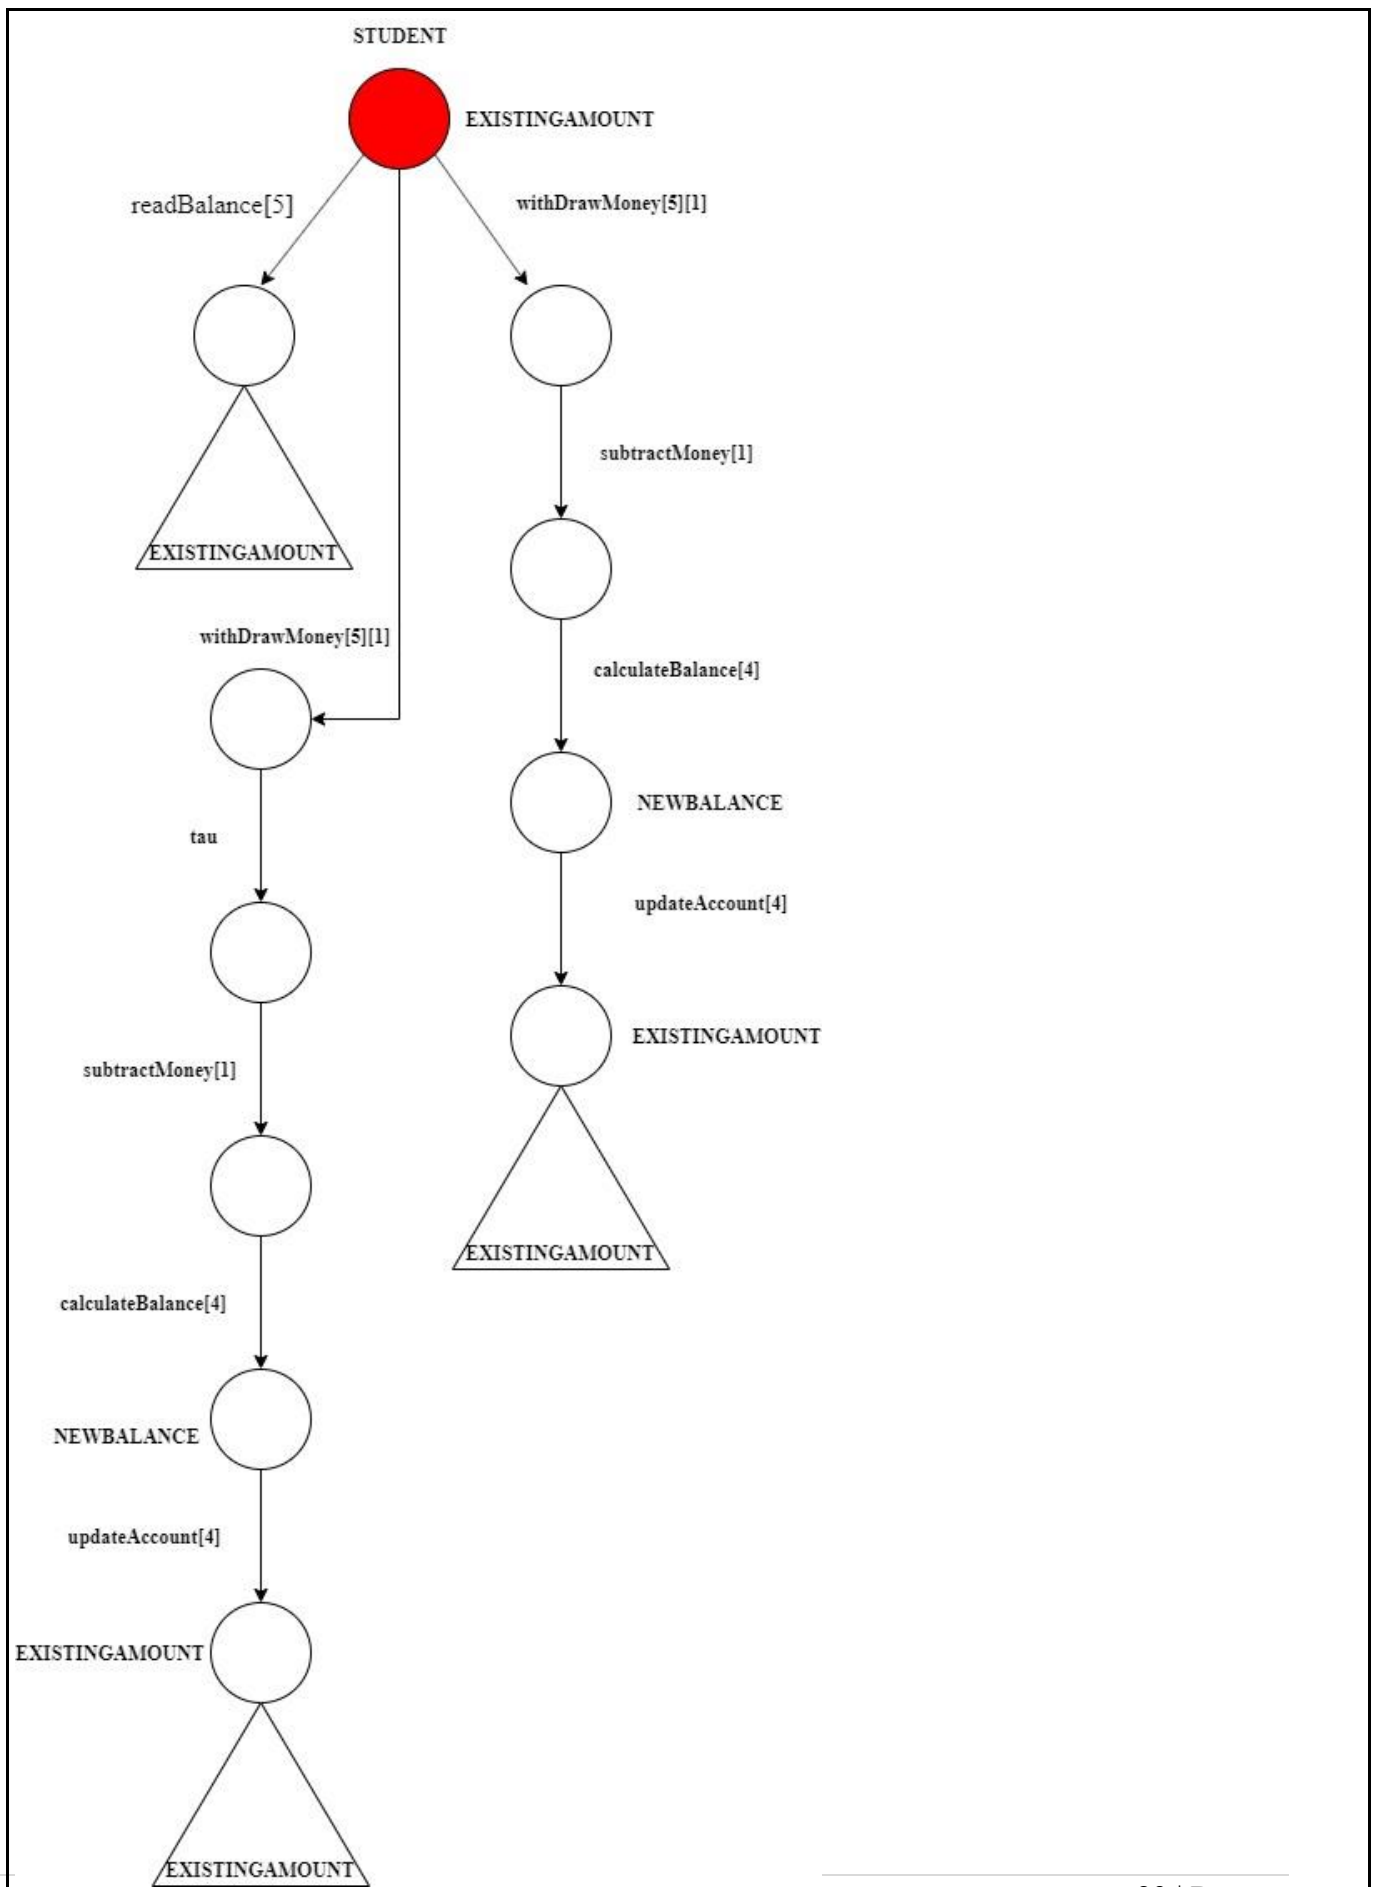 STUDENT
EXISTINGAMOUNT
readBalance[5]
withDrawMoney[5][1]
subtractMoney[1]
EXISTINGAMOUNT
withDrawMoney[5][1]
calculateBalance[4]
NEWBALANCE
tau
updateAccount[4]
EXISTINGAMOUNT
subtractMoney[1]
EXISTINGAMOUNT
calculateBalance[4]
NEWBALANCE
updateAccount[4]
EXISTINGAMOUNT
EXISTINGAMOUNT